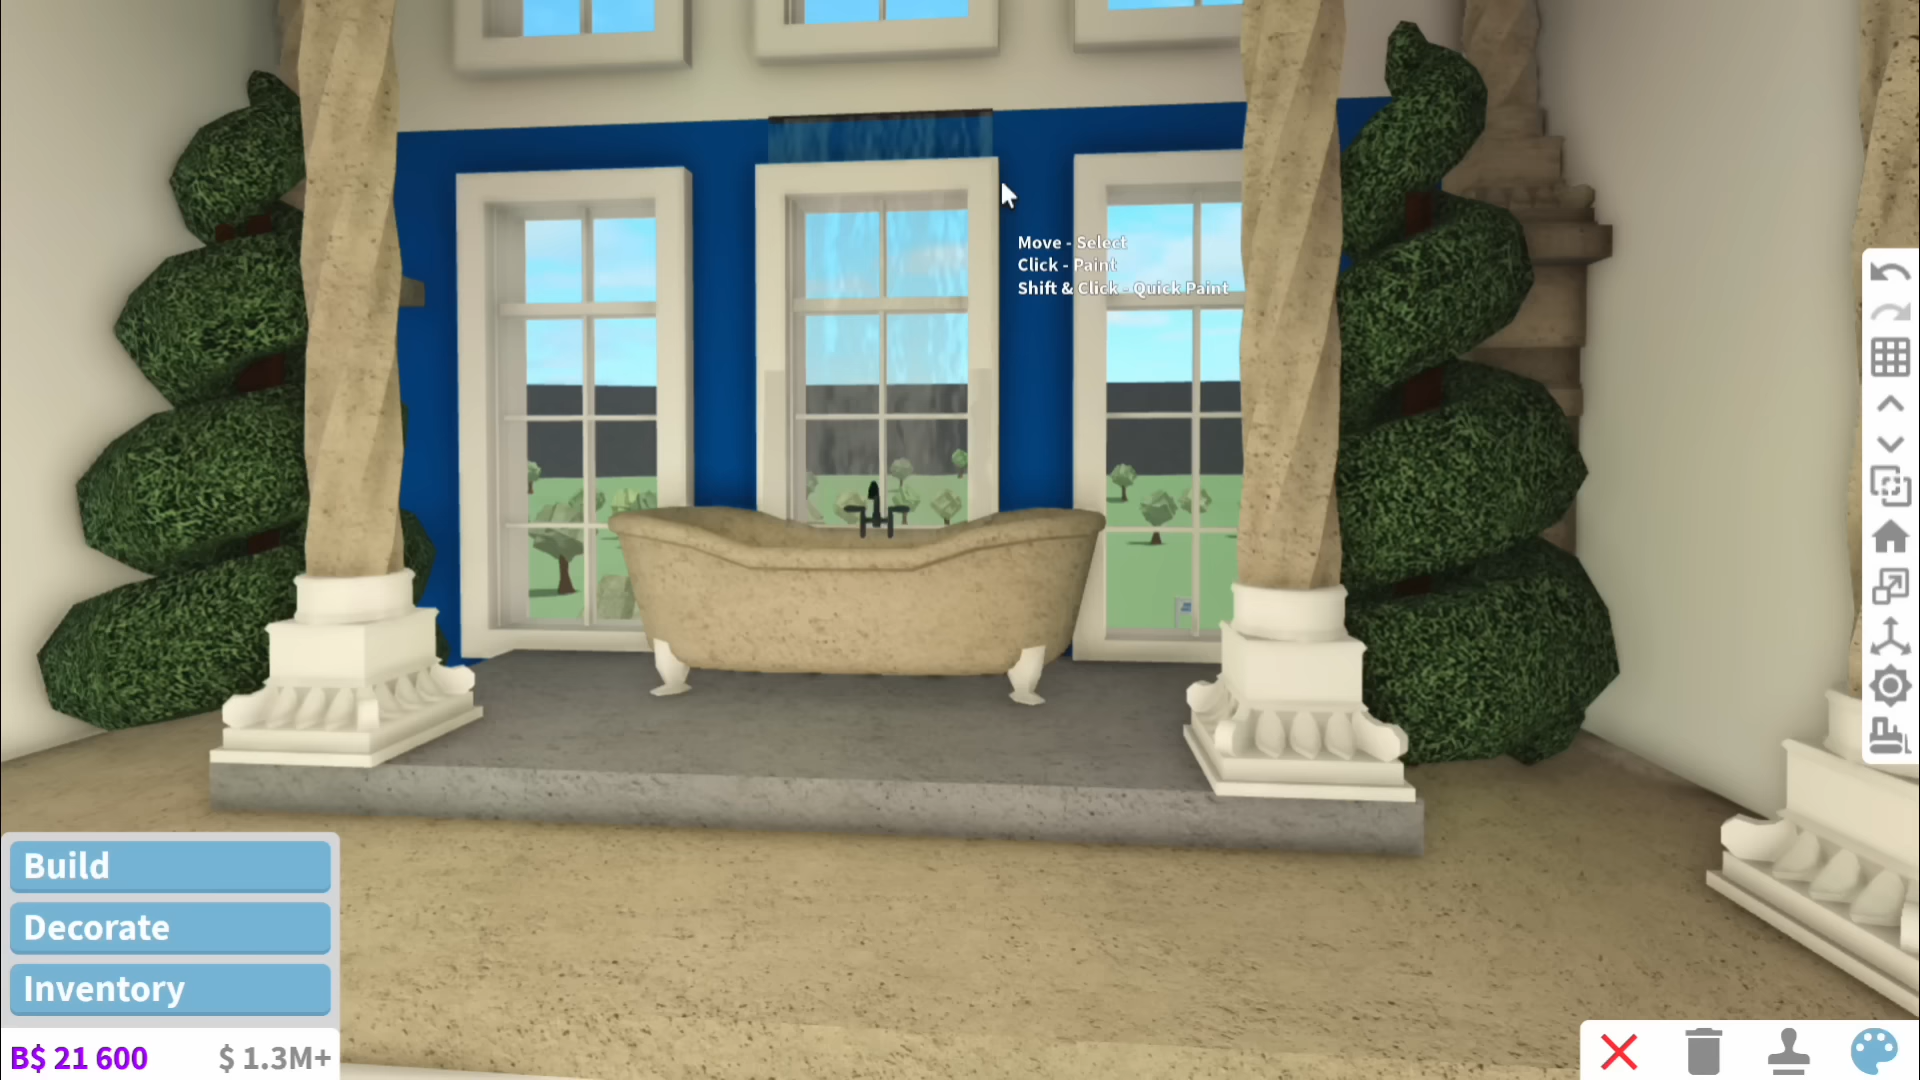 Move - Select
Click - Paint
Shift & Click - Quick Paint
Build
Decorate
Inventory
B$ 21 600
$ 1.3M+